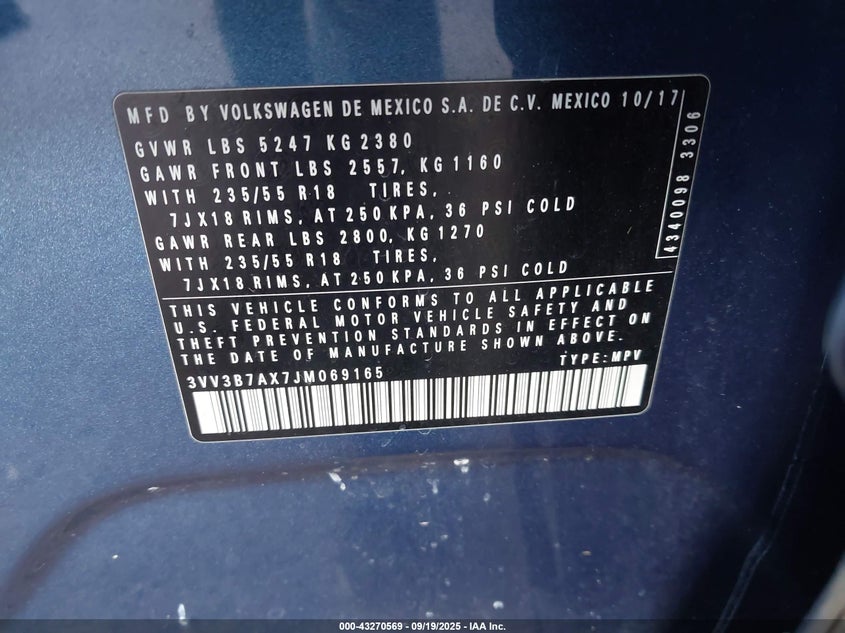 MFD BY VOLKSWAGEN DE MEXICO S.A. DE C.V. MEXICO 10/17
GVWR LBS 5247 KG 2380
GAWR FRONT LBS 2557, KG 1160
WITH 235/55 R18 TIRES,
7JX18 RIMS, AT 250 KPA, 36 PSI COLD
GAWR REAR LBS 2800, KG 1270
WITH 235/55 R18 TIRES,
7JX18 RIMS, AT 250 KPA, 36 PSI COLD
4340098 3306
THIS VEHICLE CONFORMS TO ALL APPLICABLE
U.S. FEDERAL MOTOR VEHICLE SAFETY AND
THEFT PREVENTION STANDARDS IN EFFECT ON
THE DATE OF MANUFACTURE SHOWN ABOVE.
3VV3B7AX7JM069165 TYPE: MPV
000-43270569 - 09/19/2025 - IAA Inc.